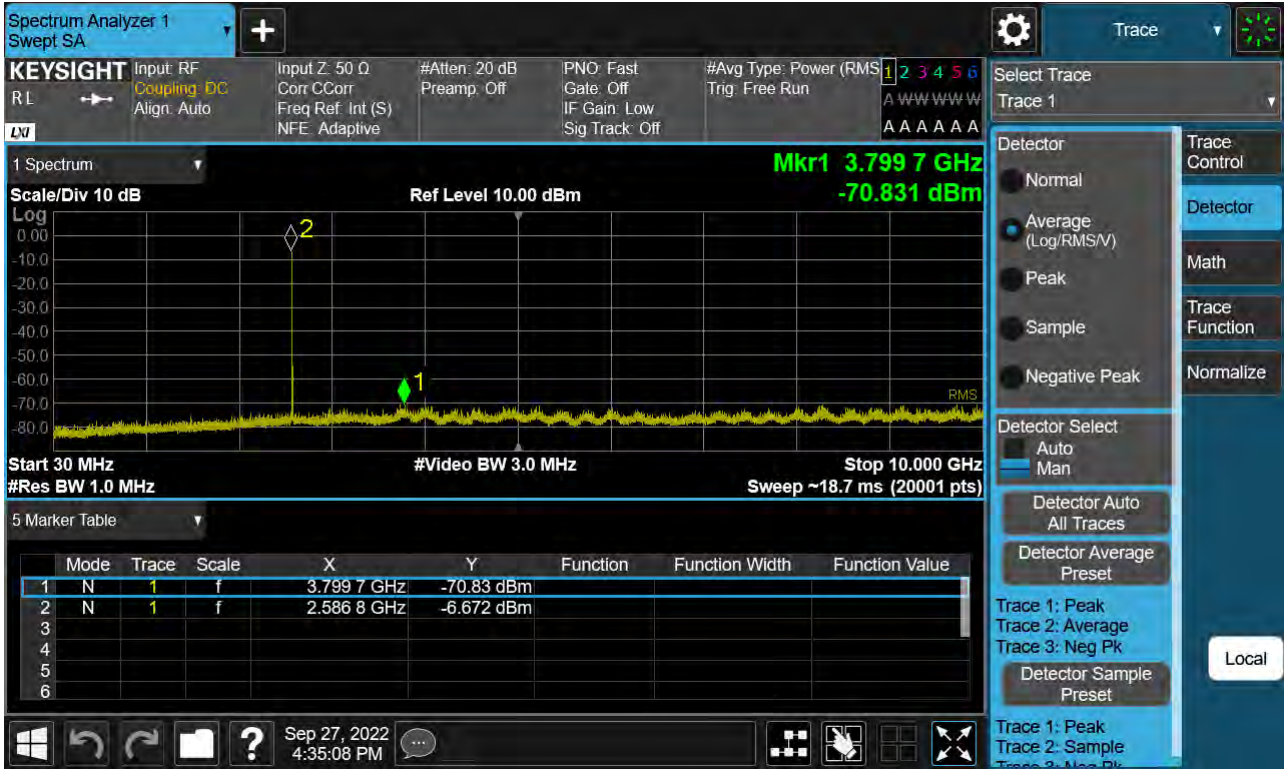 Spectrum Analyzer 1
Swept SA
Trace
KEYSIGHT
R L
LXI
Input: RF
Coupling: DC
Align: Auto
Input Z: 50 Ω
Corr CCorr
Freq Ref: Int (S)
NFE: Adaptive
#Atten: 20 dB
Preamp: Off
PNO: Fast
Gate: Off
IF Gain: Low
Sig Track: Off
#Avg Type: Power (RMS
Trig: Free Run
1 2 3 4 5 6
A W W W W W
A A A A A A
Select Trace
Trace 1
1 Spectrum
Mkr1 3.799 7 GHz
-70.831 dBm
Scale/Div 10 dB
Ref Level 10.00 dBm
Log
0.00
-10.0
-20.0
-30.0
-40.0
-50.0
-60.0
-70.0
-80.0
2
1
RMS
Start 30 MHz
#Video BW 3.0 MHz
Stop 10.000 GHz
#Res BW 1.0 MHz
Sweep ~18.7 ms (20001 pts)
5 Marker Table
Mode Trace Scale X Y Function Function Width Function Value
1 N 1 f 3.799 7 GHz -70.83 dBm
2 N 1 f 2.586 8 GHz -6.672 dBm
3
4
5
6
Detector
Normal
Average
(Log/RMS/V)
Peak
Sample
Negative Peak
Detector Select
Auto
Man
Detector Auto
All Traces
Detector Average
Preset
Trace 1: Peak
Trace 2: Average
Trace 3: Neg Pk
Detector Sample
Preset
Trace 1: Peak
Trace 2: Sample
Trace 3: Neg Pk
Trace
Control
Detector
Math
Trace
Function
Normalize
Local
?
Sep 27, 2022
4:35:08 PM